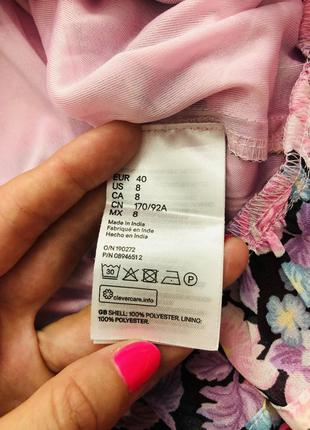 EUR 40
US 8
CA 8
CN 170/92A
MX 8
Made in India
Fabriqué en Inde
Hecho en India
O/N 190272
P/N 08946512
30 P
clevercare.info
GB SHELL: 100% POLYESTER. LINING:
100% POLYESTER.